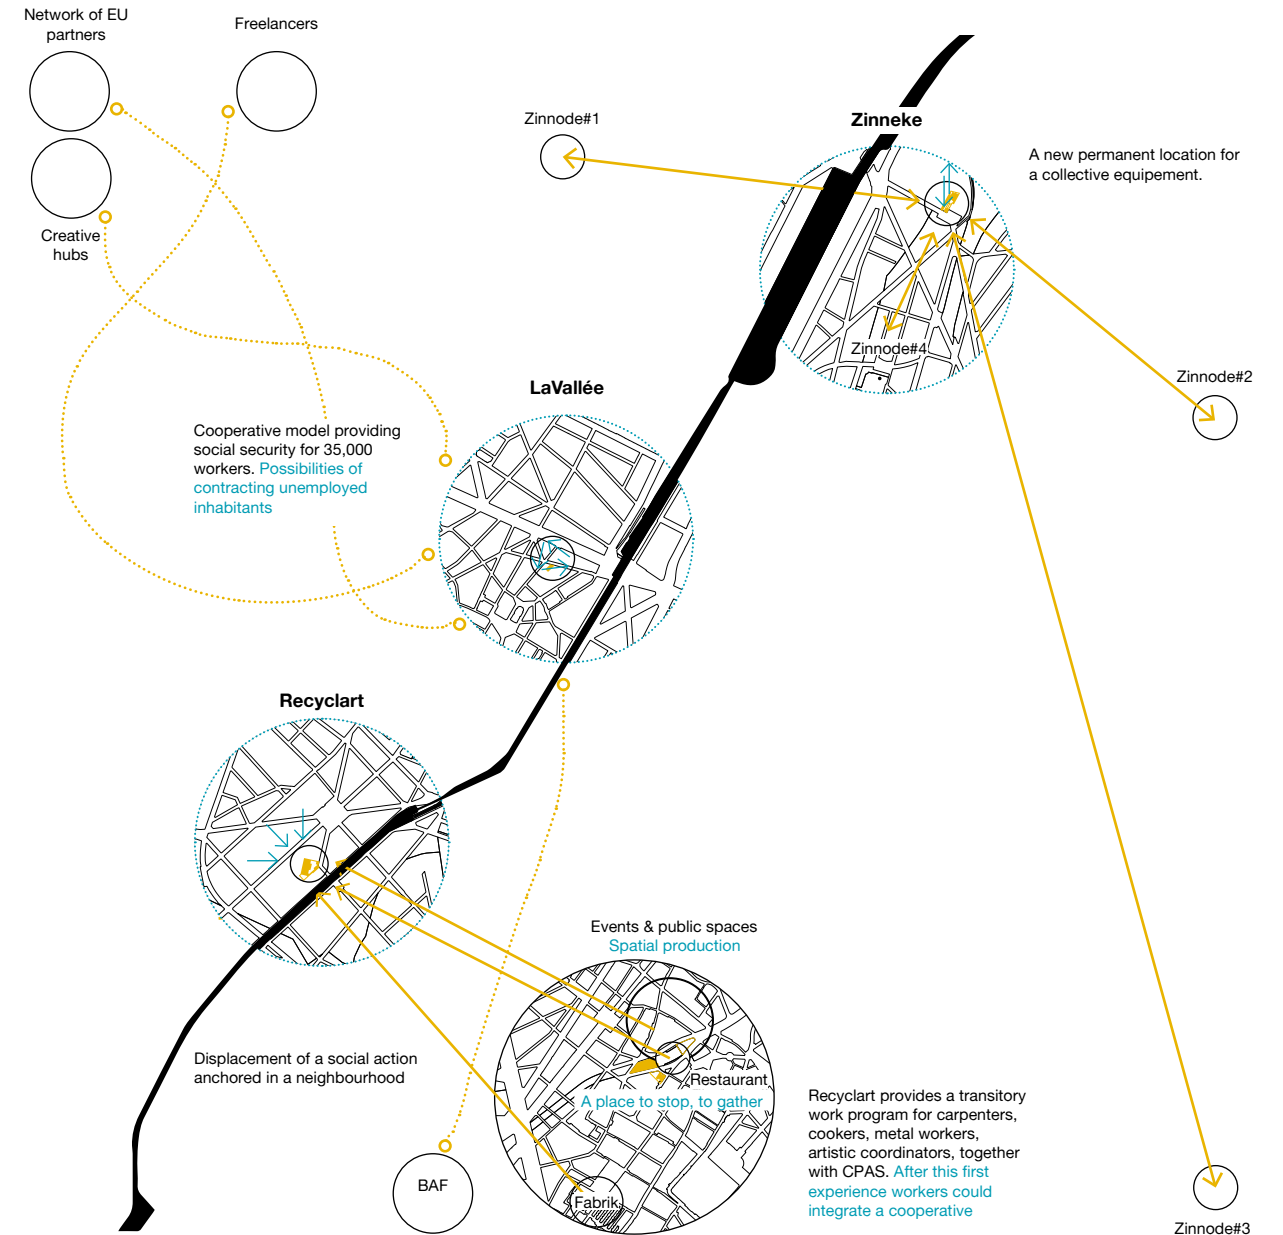 Network of EU
partners
Freelancers
Creative
hubs
Zinnode#1
Zinneke
A new permanent location for
a collective equipement.
Zinnode#4
Zinnode#2
LaVallée
Cooperative model providing
social security for 35,000
workers. Possibilities of
contracting unemployed
inhabitants
Recyclart
Events & public spaces
Spatial production
Displacement of a social action
anchored in a neighbourhood
Restaurant
A place to stop, to gather
Recyclart provides a transitory
work program for carpenters,
cookers, metal workers,
artistic coordinators, together
with CPAS. After this first
experience workers could
integrate a cooperative
BAF
Fabrik
Zinnode#3